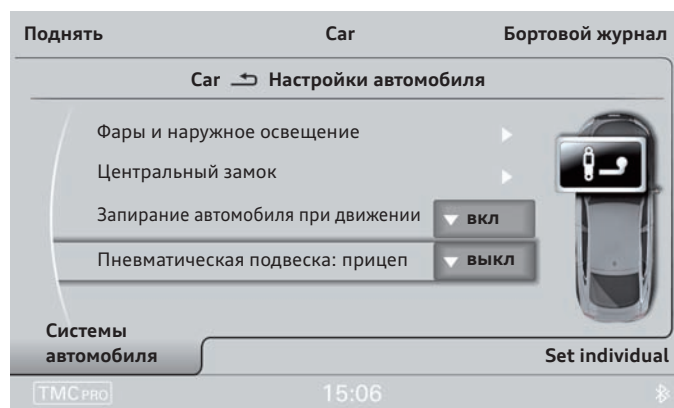 Поднять Car Бортовой журнал
Car Настройки автомобиля
Фары и наружное освещение
Центральный замок
Запирание автомобиля при движении вкл
Пневматическая подвеска: прицеп выкл
Системы
автомобиля
Set individual
TMC PRO 15:06